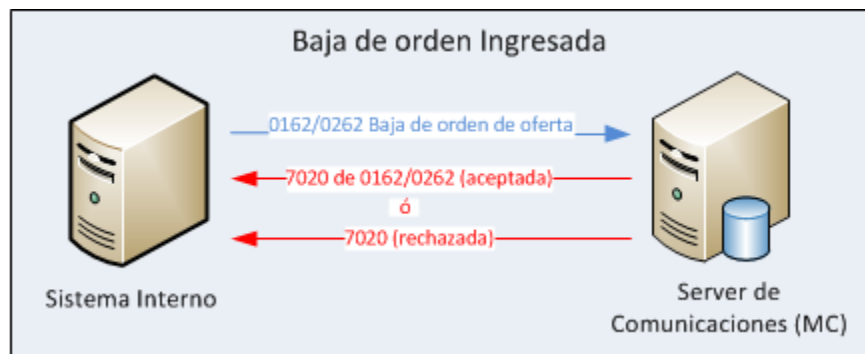 Baja de orden Ingresada
0162/0262 Baja de orden de oferta
7020 de 0162/0262 (aceptada)
ó
7020 (rechazada)
Sistema Interno
Server de
Comunicaciones (MC)